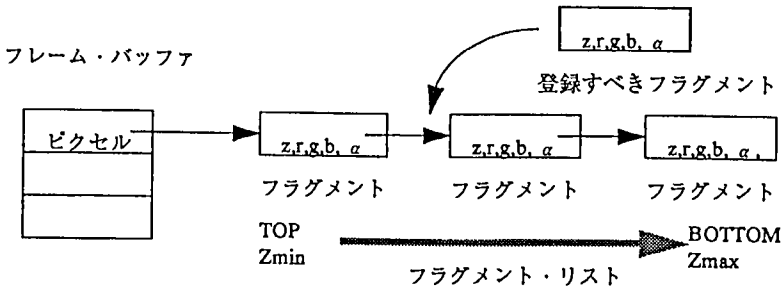 z,r,g,b, α
フレーム・バッファ
登録すべきフラグメント
ピクセル
z,r,g,b, α
z,r,g,b, α
z,r,g,b, α ,
フラグメント
フラグメント
フラグメント
TOP
Zmin
BOTTOM
Zmax
フラグメント・リスト